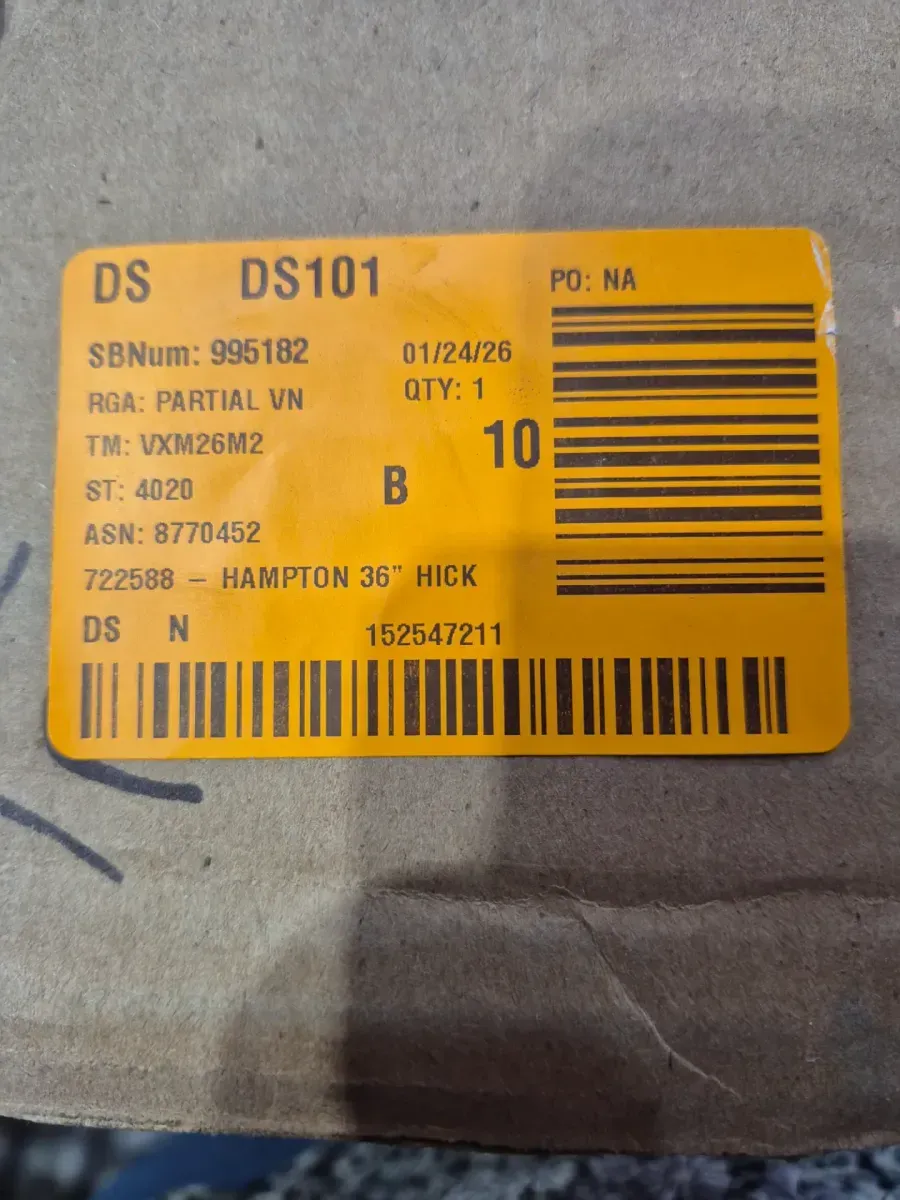 DS DS101
PO: NA
SBNum: 995182 01/24/26
RGA: PARTIAL VN QTY: 1
TM: VXM26M2 10
ST: 4020 B
ASN: 8770452
722588 – HAMPTON 36" HICK
DS N 152547211